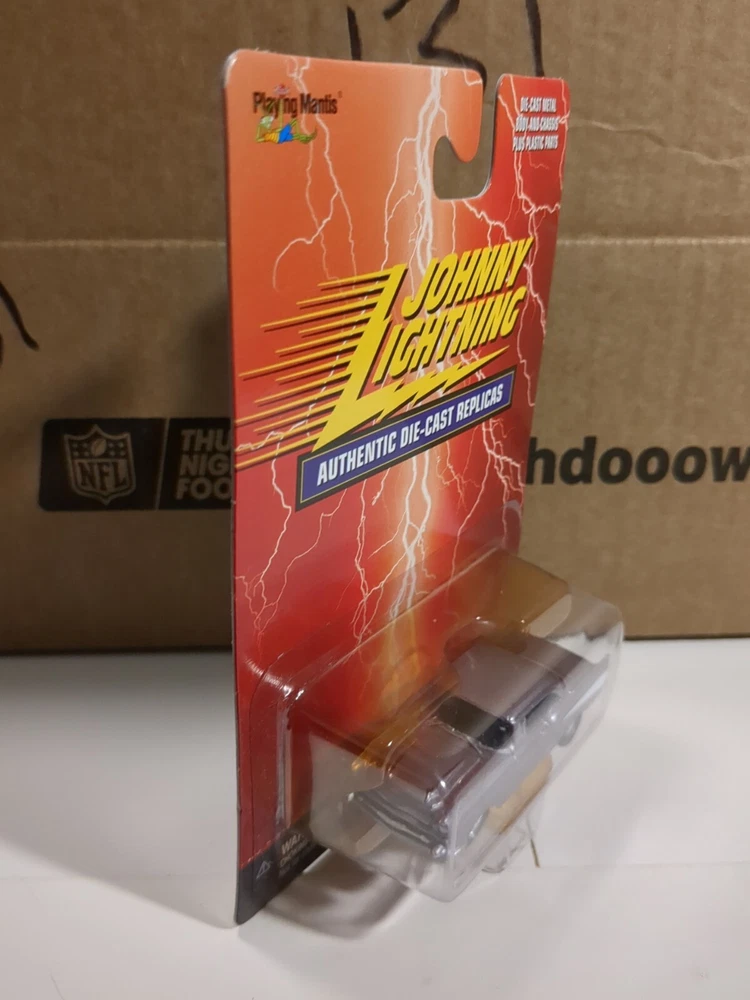 Playing Mantis
DIE-CAST METAL
BODY AND CHASSIS
PLUS PLASTIC PARTS
JOHNNY
LIGHTNING
AUTHENTIC DIE-CAST REPLICAS
NFL
THU
NIG
FOO
hdooow